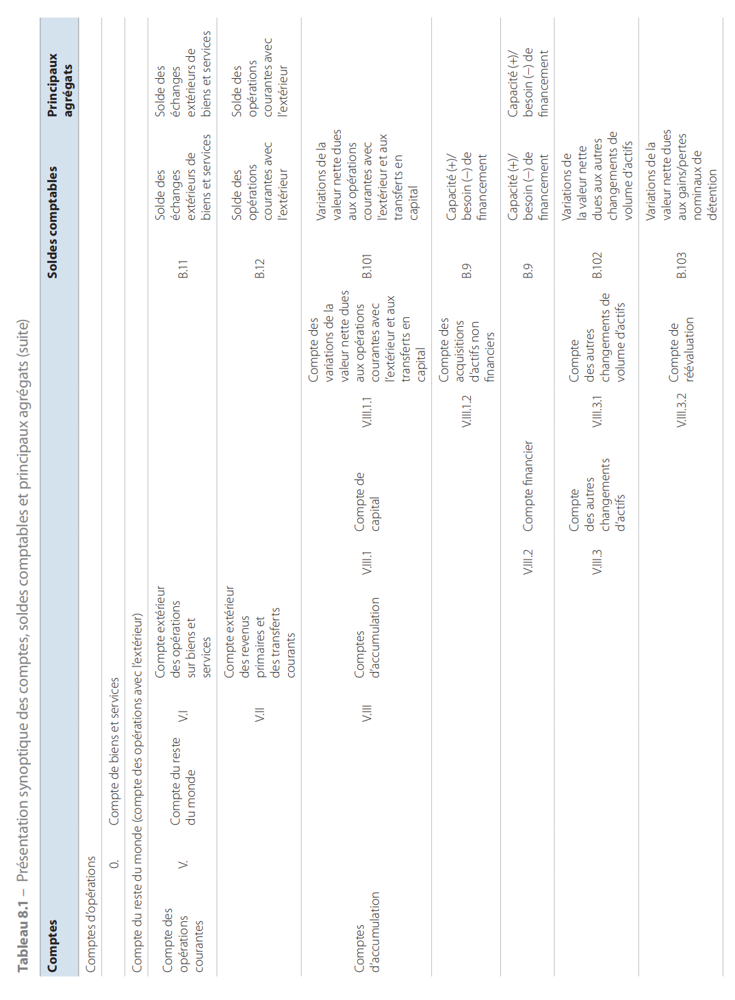 Tableau 8.1 – Présentation synoptique des comptes, soldes comptables et principaux agrégats (suite)
Comptes
Soldes comptables
Principaux
agrégats
Comptes d'opérations
0.
Compte de biens et services
Compte du reste du monde (compte des opérations avec l'extérieur)
Compte des
opérations
courantes
V.
Compte du reste
du monde
V.I
Compte extérieur
des opérations
sur biens et
services
B.11
Solde des
échanges
extérieurs de
biens et services
Solde des
échanges
extérieurs de
biens et services
V.II
Compte extérieur
des revenus
primaires et
des transferts
courants
B.12
Solde des
opérations
courantes avec
l'extérieur
Solde des
opérations
courantes avec
l'extérieur
Comptes
d'accumulation
V.III
Comptes
d'accumulation
V.III.1
Compte de
capital
V.III.1.1
Compte des
variations de la
valeur nette dues
aux opérations
courantes avec
l'extérieur et aux
transferts en
capital
B.101
Variations de la
valeur nette dues
aux opérations
courantes avec
l'extérieur et aux
transferts en
capital
V.III.1.2
Compte des
acquisitions
d'actifs non
financiers
B.9
Capacité (+)/
besoin (–) de
financement
V.III.2
Compte financier
B.9
Capacité (+)/
besoin (–) de
financement
Capacité (+)/
besoin (–) de
financement
V.III.3
Compte
des autres
changements
d'actifs
V.III.3.1
Compte
des autres
changements de
volume d'actifs
B.102
Variations de
la valeur nette
dues aux autres
changements de
volume d'actifs
V.III.3.2
Compte de
réévaluation
B.103
Variations de la
valeur nette dues
aux gains/pertes
nominaux de
détention